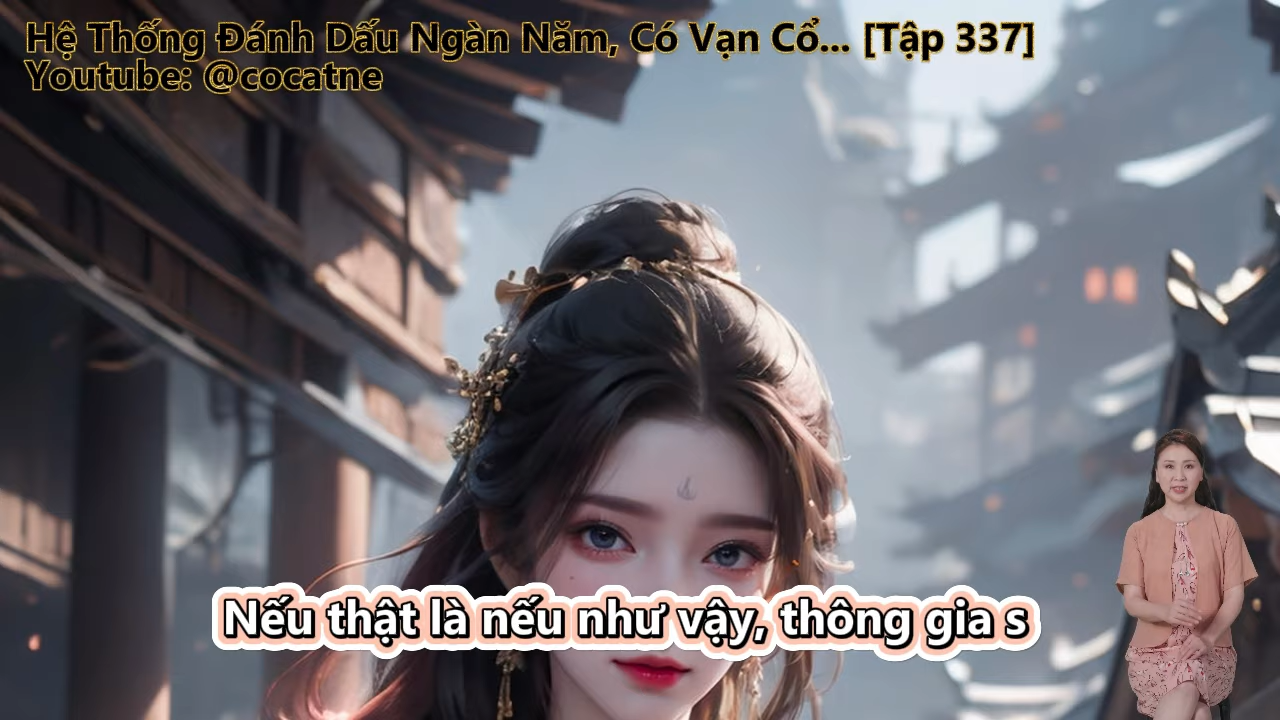 Hệ Thống Đánh Dấu Ngàn Năm, Có Vạn Cổ... [Tập 337]
Youtube: @cocatne
Nếu thật là nếu như vậy, thông gia s